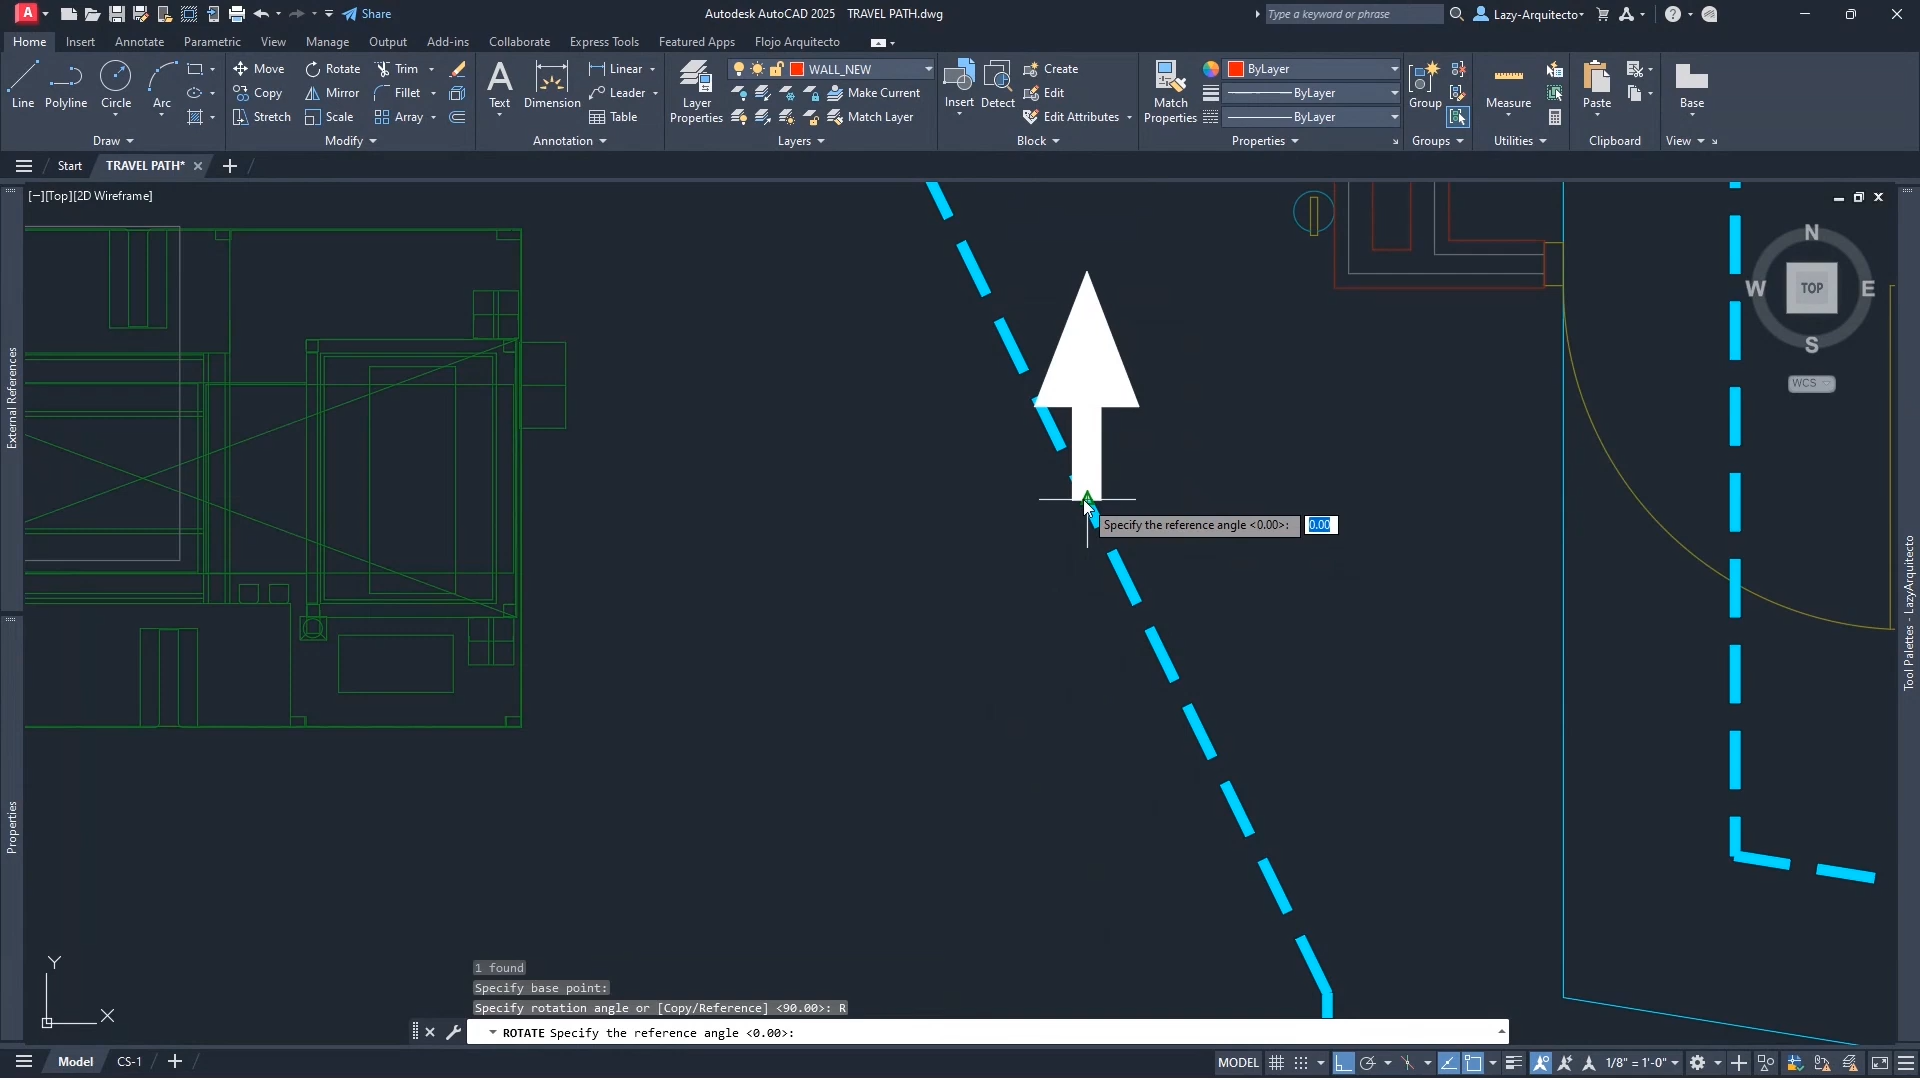 Share
Autodesk AutoCAD 2025 TRAVEL PATH.dwg
Type a keyword or phrase
Lazy-Arquitecto
Home Insert Annotate Parametric View Manage Output Add-ins Collaborate Express Tools Featured Apps Flojo Arquitecto
Line Polyline Circle Arc
Draw
Move Rotate Trim
Copy Mirror Fillet
Stretch Scale Array
Modify
Text Dimension
Linear
Leader
Table
Annotation
Layer Properties
WALL_NEW
Make Current
Match Layer
Layers
Insert Detect
Create
Edit
Edit Attributes
Block
Match Properties
ByLayer
ByLayer
ByLayer
Properties
Group
Groups
Measure
Utilities
Paste
Clipboard
Base
View
Start TRAVEL PATH*
[−][Top][2D Wireframe]
N
W TOP E
S
WCS
External References
Properties
Tool Palettes - LazyArquitecto
Specify the reference angle <0.00>: 0.00
Y
X
1 found
Specify base point:
Specify rotation angle or [Copy/Reference] <90.00>: R
ROTATE Specify the reference angle <0.00>:
Model CS-1
MODEL
1/8" = 1'-0"